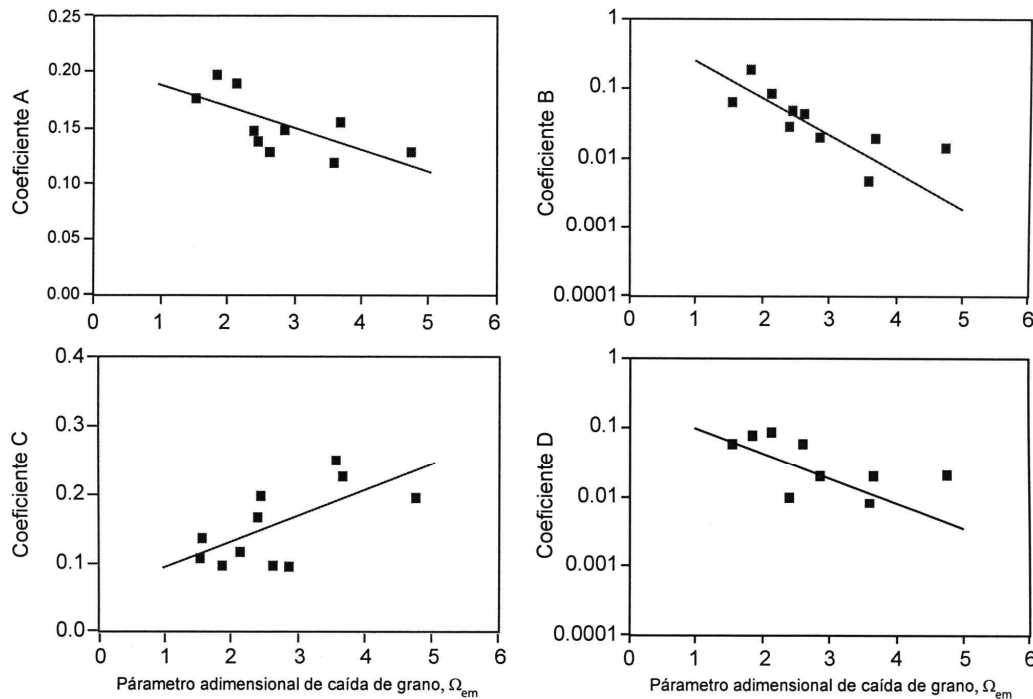 Coeficiente A
0.25
0.20
0.15
0.10
0.05
0.00
0 1 2 3 4 5 6
Coeficiente B
1
0.1
0.01
0.001
0.0001
0 1 2 3 4 5 6
Coeficiente C
0.4
0.3
0.2
0.1
0.0
0 1 2 3 4 5 6
Párametro adimensional de caída de grano, Ωem
Coeficiente D
1
0.1
0.01
0.001
0.0001
0 1 2 3 4 5 6
Párametro adimensional de caída de grano, Ωem